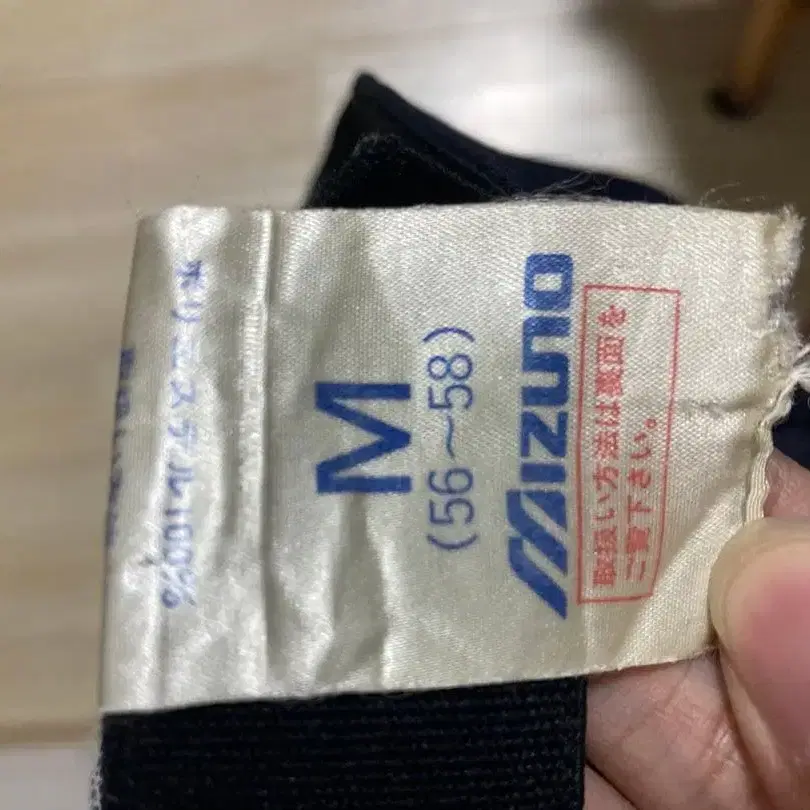 MIZUNO
取扱い方法は裏面を
ご覧下さい。
M
(56～58)
ポリエステル100%